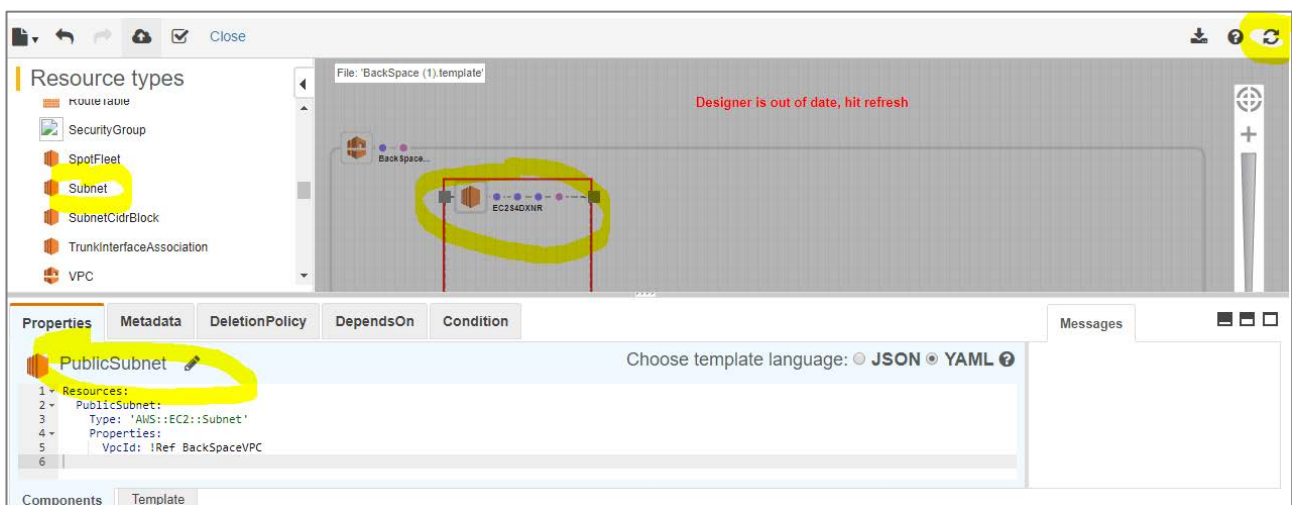 Close
Resource types
RouteTable
SecurityGroup
SpotFleet
Subnet
SubnetCidrBlock
TrunkInterfaceAssociation
VPC
File: 'BackSpace (1).template'
Designer is out of date, hit refresh
BackSpace...
EC2S4DXNR
Properties Metadata DeletionPolicy DependsOn Condition
Messages
PublicSubnet
Choose template language: JSON YAML
1 Resources:
2 PublicSubnet:
3 Type: 'AWS::EC2::Subnet'
4 Properties:
5 VpcId: !Ref BackSpaceVPC
6
Components Template